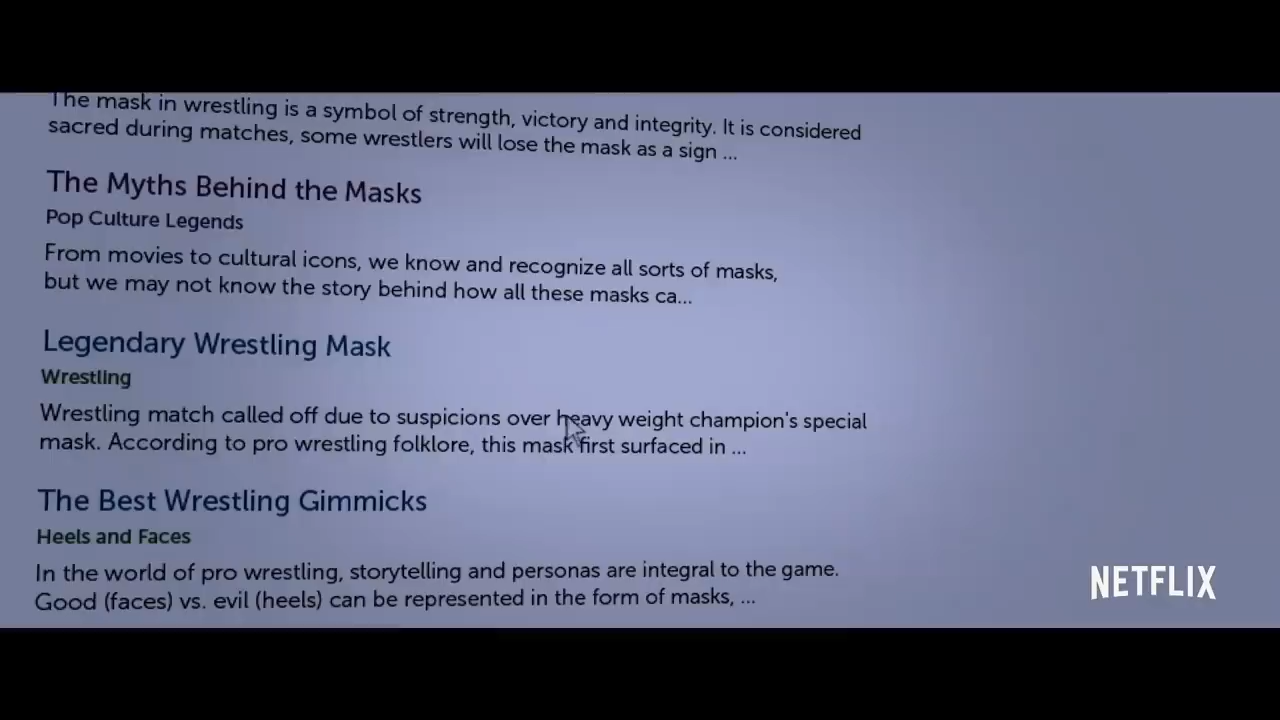 The mask in wrestling is a symbol of strength, victory and integrity. It is considered
sacred during matches, some wrestlers will lose the mask as a sign ...
The Myths Behind the Masks
Pop Culture Legends
From movies to cultural icons, we know and recognize all sorts of masks,
but we may not know the story behind how all these masks ca...
Legendary Wrestling Mask
Wrestling
Wrestling match called off due to suspicions over heavy weight champion's special
mask. According to pro wrestling folklore, this mask first surfaced in ...
The Best Wrestling Gimmicks
Heels and Faces
In the world of pro wrestling, storytelling and personas are integral to the game.
Good (faces) vs. evil (heels) can be represented in the form of masks, ...
NETFLIX